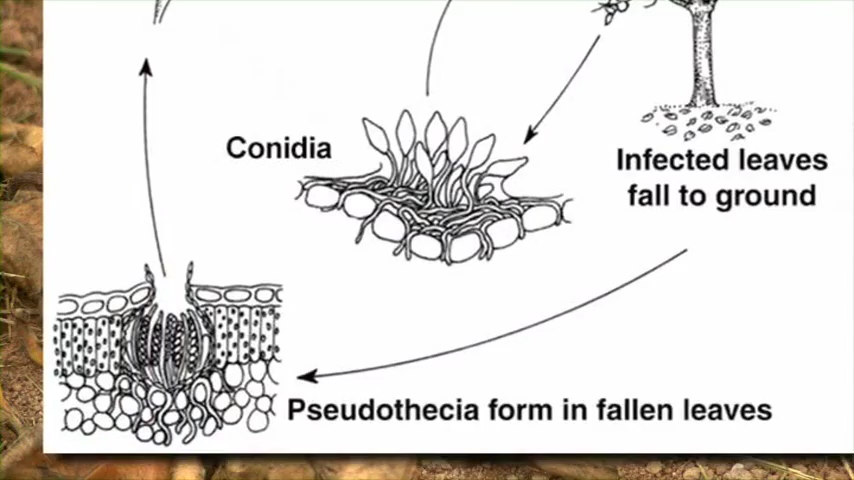 Conidia
Infected leaves
fall to ground
Pseudothecia form in fallen leaves